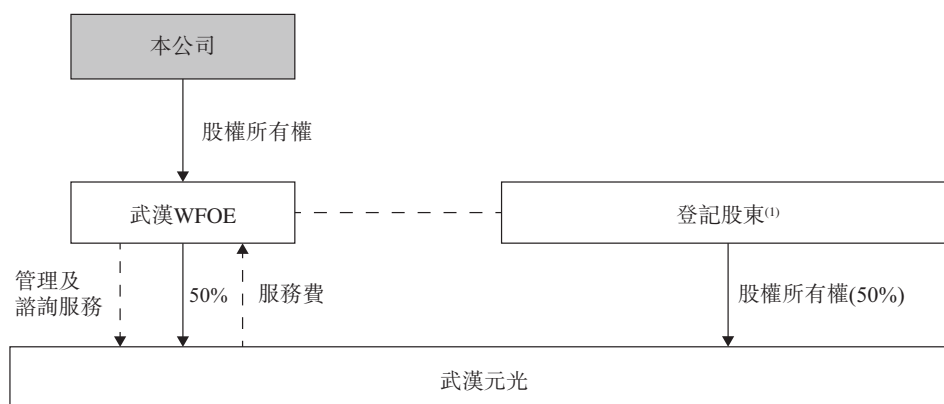 本公司
股權所有權
武漢WFOE
登記股東(1)
管理及
諮詢服務
50%
服務費
股權所有權(50%)
武漢元光